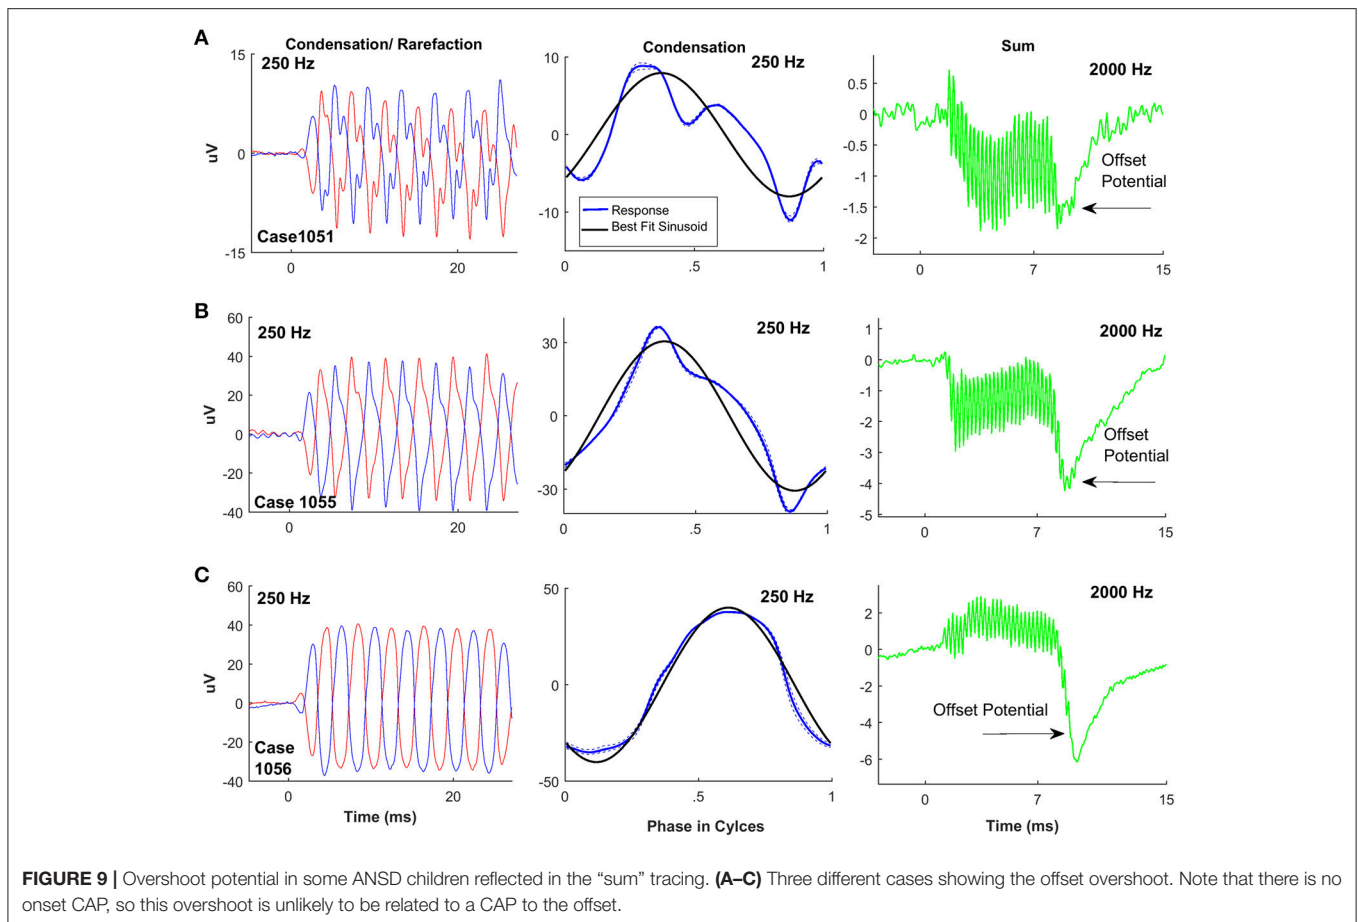 A
Condensation/ Rarefaction
Condensation
Sum
250 Hz
250 Hz
2000 Hz
15
0
-15
uV
Case1051
0
20
10
0
-10
Response
Best Fit Sinusoid
0
.5
1
1
0.5
0
-0.5
-1
-1.5
-2
Offset
Potential
0
7
15
B
250 Hz
250 Hz
2000 Hz
60
40
20
0
-20
-40
uV
Case 1055
0
20
30
0
-30
0
.5
1
1
0
-1
-2
-3
-4
-5
Offset
Potential
0
7
15
C
250 Hz
250 Hz
2000 Hz
60
40
20
0
-20
-40
uV
Case
1056
0
20
Time (ms)
50
0
-50
0
.5
1
Phase in Cylces
2
0
-2
-4
-6
Offset Potential
0
7
15
Time (ms)
FIGURE 9 | Overshoot potential in some ANSD children reflected in the “sum” tracing. (A–C) Three different cases showing the offset overshoot. Note that there is no
onset CAP, so this overshoot is unlikely to be related to a CAP to the offset.